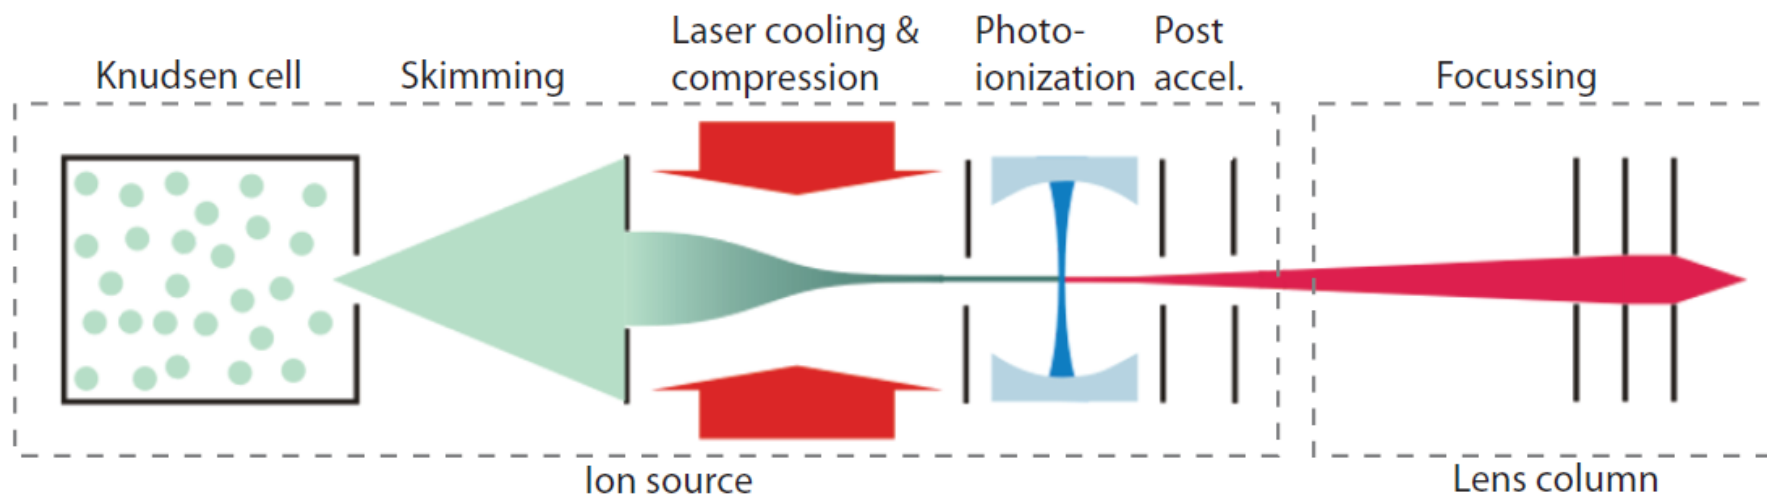 Knudsen cell
Skimming
Laser cooling &
compression
Photo-
ionization
Post
accel.
Focussing
Ion source
Lens column